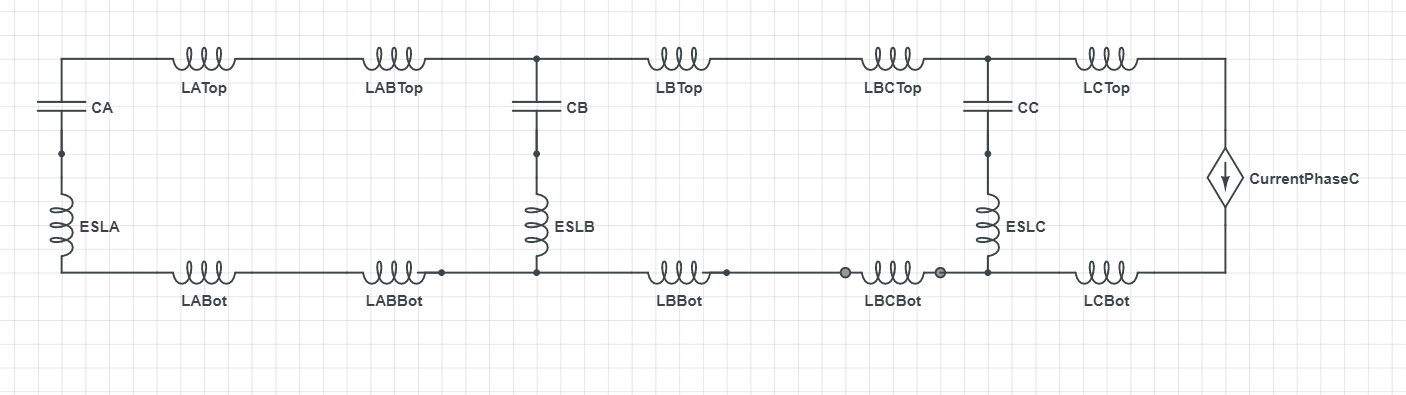 LATop
LABTop
LBTop
LBCTop
LCTop
CA
CB
CC
CurrentPhaseC
ESLA
ESLB
ESLC
LABot
LABBot
LBBot
LBCBot
LCBot